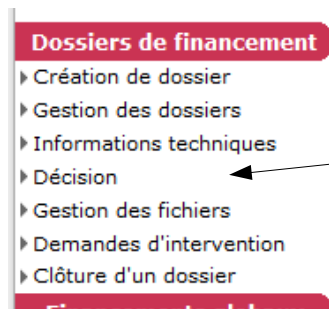 Dossiers de financement
Création de dossier
Gestion des dossiers
Informations techniques
Décision
Gestion des fichiers
Demandes d'intervention
Clôture d'un dossier